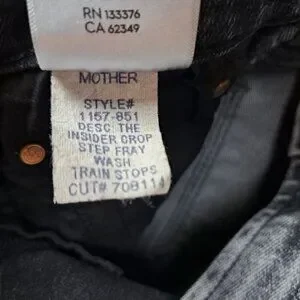 RN 133376
CA 62349
MOTHER
STYLE#
1157-851
DESC: THE
INSIDER CROP
STEP FRAY
WASH:
TRAIN STOPS
CUT# 708114